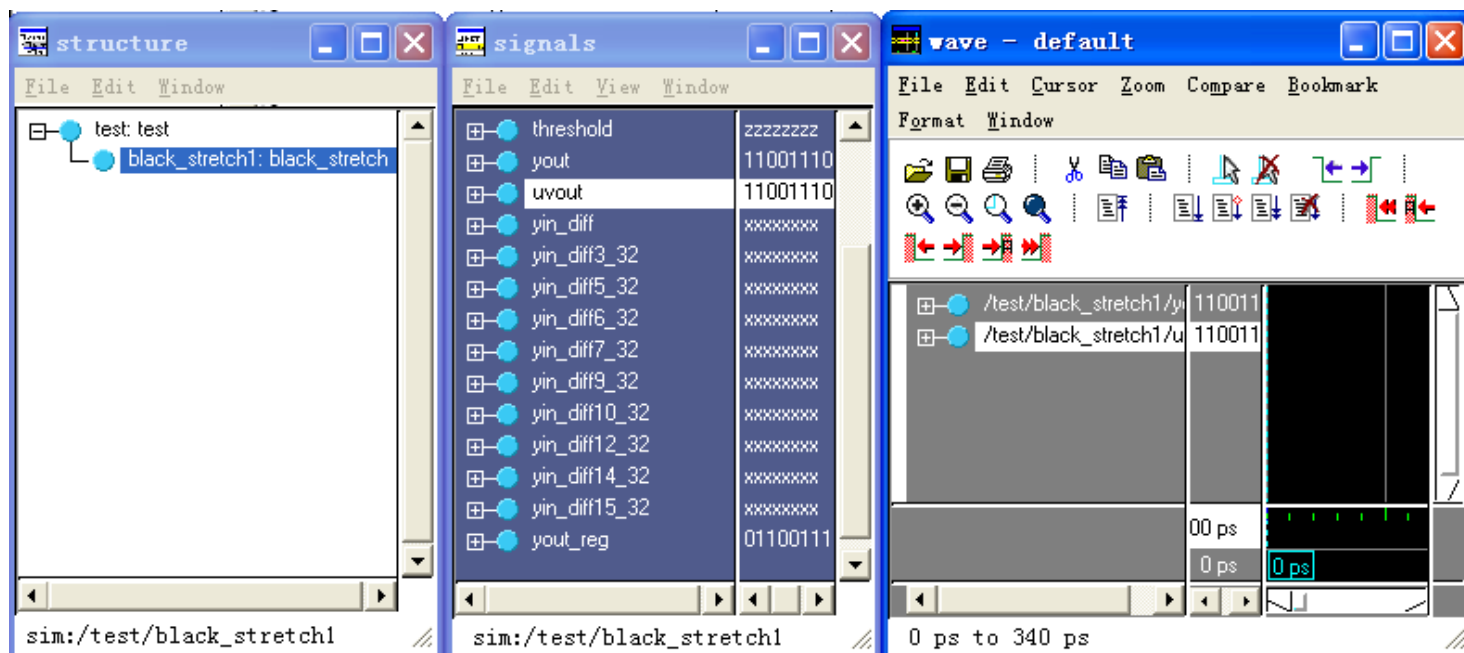 structure
File Edit Window
test: test
black_stretch1: black_stretch
sim:/test/black_stretch1
signals
File Edit View Window
threshold zzzzzzzz
yout 11001110
uvout 11001110
yin_diff xxxxxxxx
yin_diff3_32 xxxxxxxx
yin_diff5_32 xxxxxxxx
yin_diff6_32 xxxxxxxx
yin_diff7_32 xxxxxxxx
yin_diff9_32 xxxxxxxx
yin_diff10_32 xxxxxxxx
yin_diff12_32 xxxxxxxx
yin_diff14_32 xxxxxxxx
yin_diff15_32 xxxxxxxx
yout_reg 01100111
sim:/test/black_stretch1
wave - default
File Edit Cursor Zoom Compare Bookmark
Format Window
/test/black_stretch1/y 110011
/test/black_stretch1/u 110011
00 ps
0 ps 0 ps
0 ps to 340 ps